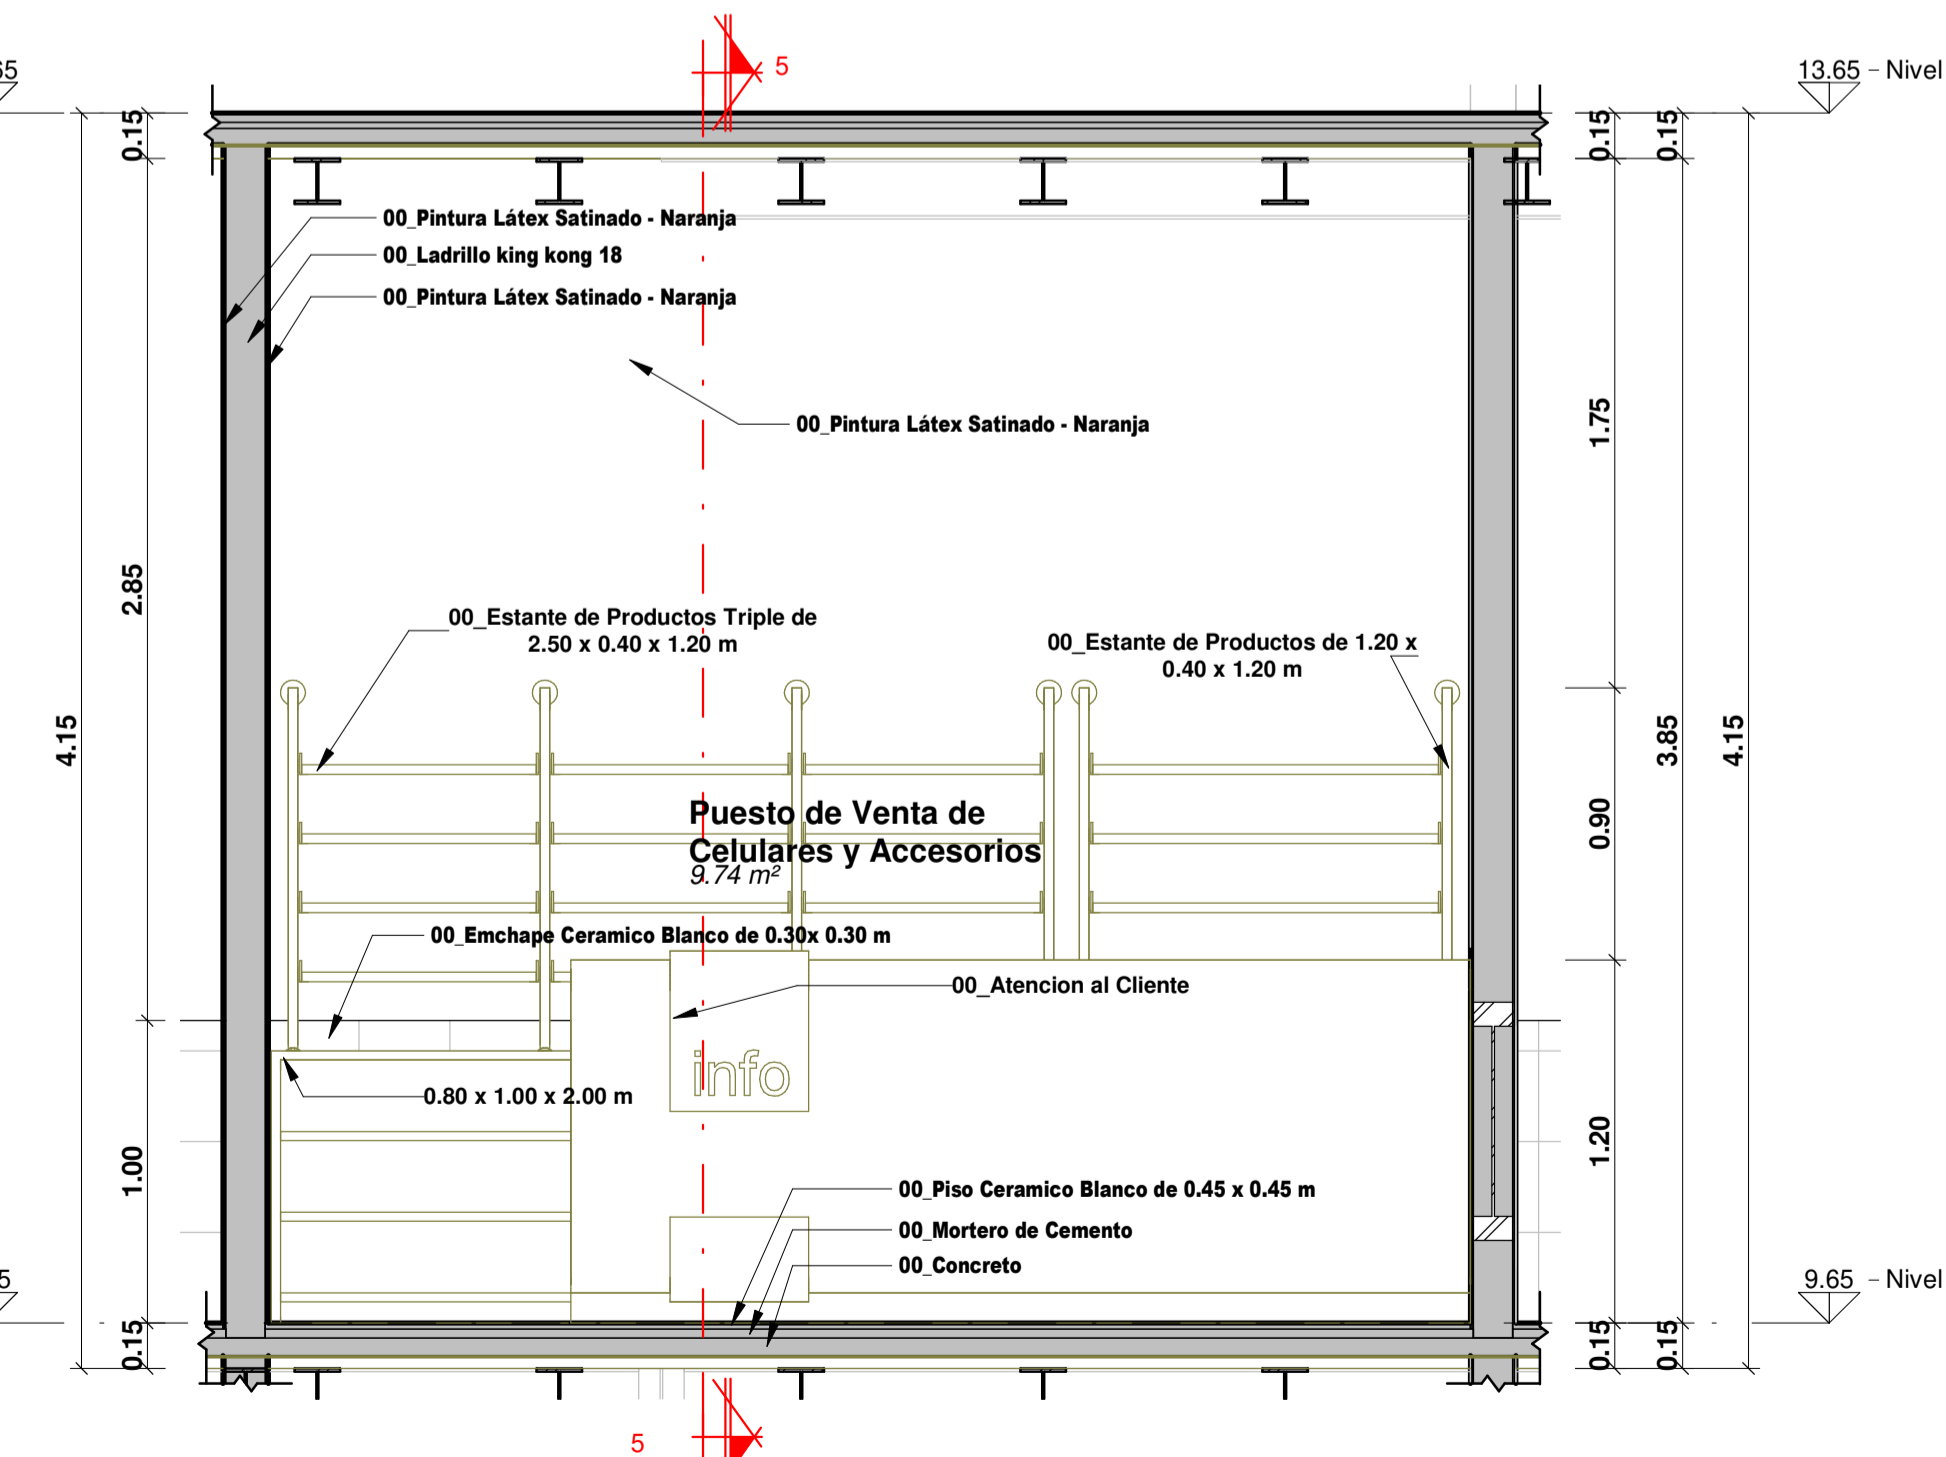 5
65
13.65 – Nivel
0.15
0.15
0.15
00_Pintura Látex Satinado - Naranja
00_Ladrillo king kong 18
00_Pintura Látex Satinado - Naranja
00_Pintura Látex Satinado - Naranja
1.75
2.85
00_Estante de Productos Triple de
2.50 x 0.40 x 1.20 m
00_Estante de Productos de 1.20 x
0.40 x 1.20 m
4.15
3.85
4.15
0.90
Puesto de Venta de
Celulares y Accesorios
9.74 m²
00_Emchape Ceramico Blanco de 0.30x 0.30 m
00_Atencion al Cliente
info
0.80 x 1.00 x 2.00 m
1.00
1.20
00_Piso Ceramico Blanco de 0.45 x 0.45 m
00_Mortero de Cemento
00_Concreto
5
9.65 – Nivel
0.15
0.15
0.15
5